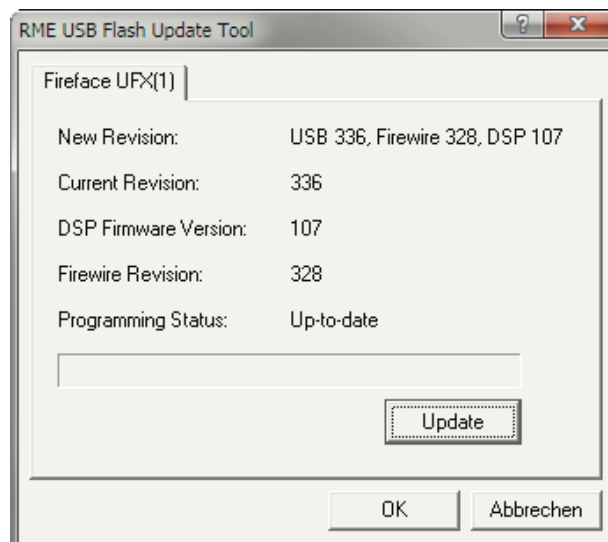 RME USB Flash Update Tool
Fireface UFX(1)
New Revision: USB 336, Firewire 328, DSP 107
Current Revision: 336
DSP Firmware Version: 107
Firewire Revision: 328
Programming Status: Up-to-date
Update
OK Abbrechen